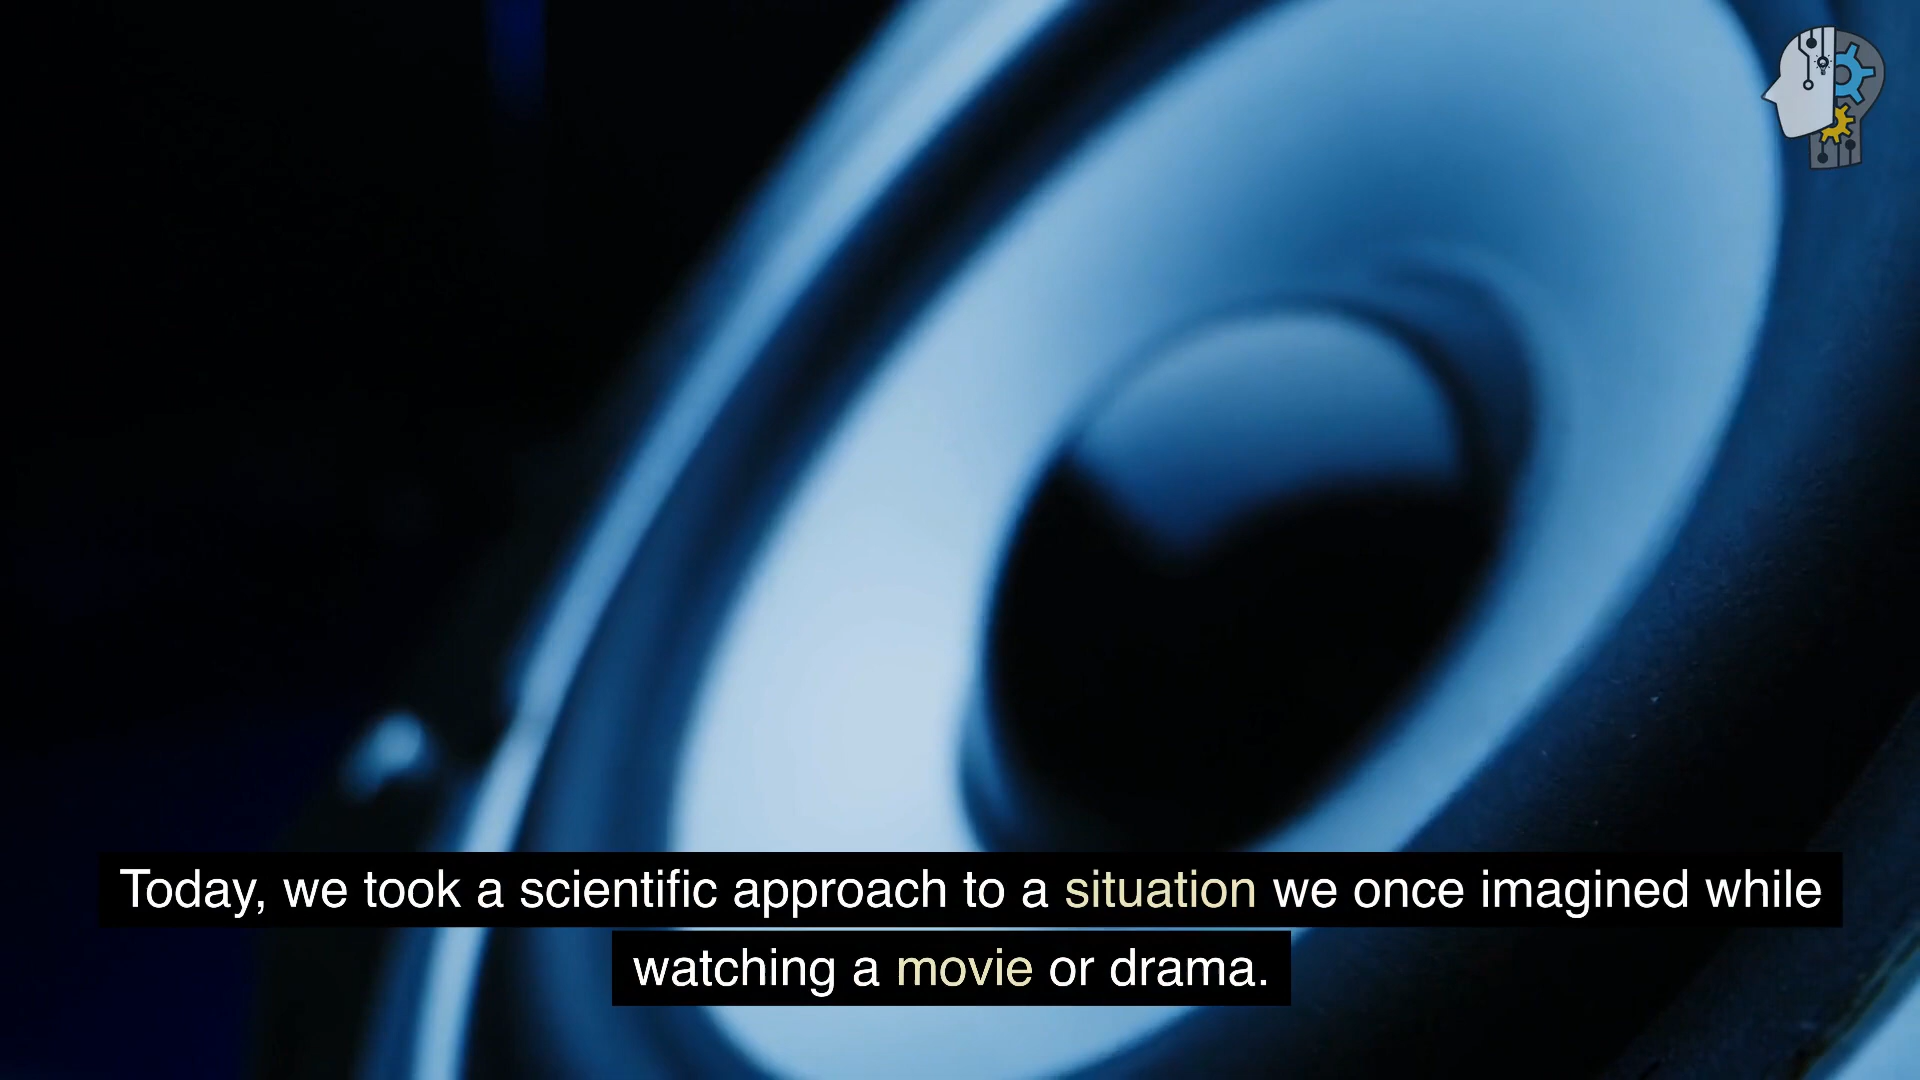 Today, we took a scientific approach to a situation we once imagined while
watching a movie or drama.